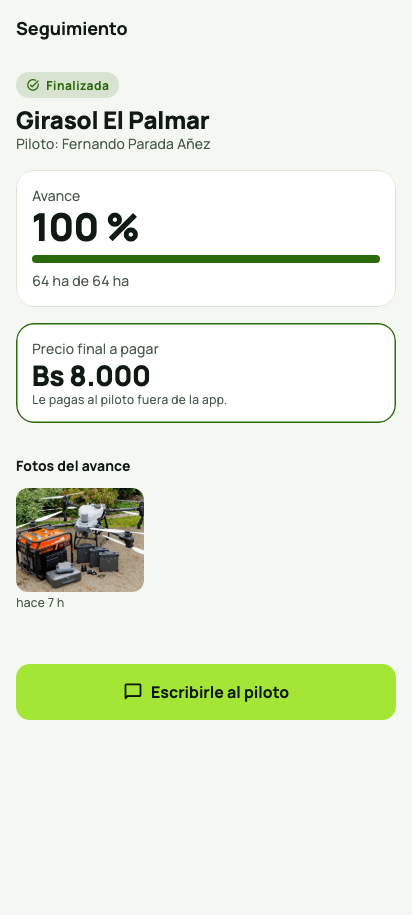 Seguimiento
Finalizada
Girasol El Palmar
Piloto: Fernando Parada Añez
Avance
100 %
64 ha de 64 ha
Precio final a pagar
Bs 8.000
Le pagas al piloto fuera de la app.
Fotos del avance
hace 7 h
Escribirle al piloto